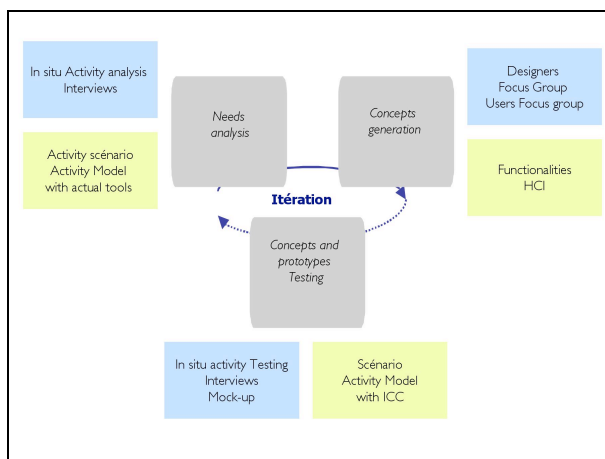 In situ Activity analysis
Interviews
Activity scénario
Activity Model
with actual tools
Needs
analysis
Concepts
generation
Designers
Focus Group
Users Focus group
Functionalities
HCI
Itération
Concepts and
prototypes
Testing
In situ activity Testing
Interviews
Mock-up
Scénario
Activity Model
with ICC